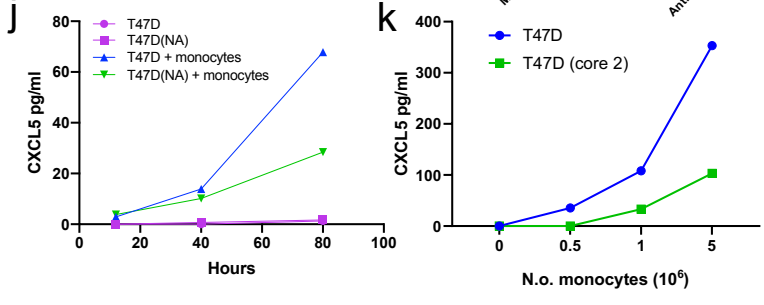 j
T47D
T47D(NA)
T47D + monocytes
T47D(NA) + monocytes
CXCL5 pg/ml
80
60
40
20
0
0 20 40 60 80 100
Hours
k
T47D
T47D (core 2)
CXCL5 pg/ml
400
300
200
100
0
0 0.5 1 5
N.o. monocytes (10⁶)